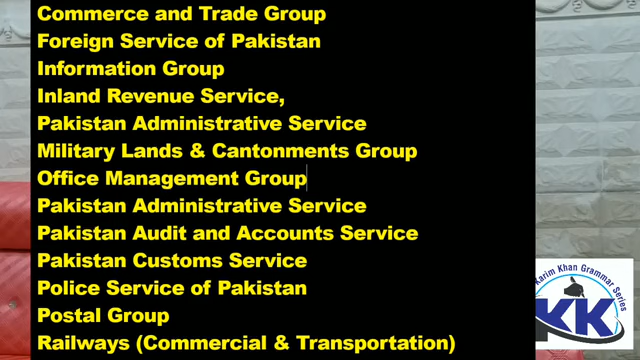 Commerce and Trade Group
Foreign Service of Pakistan
Information Group
Inland Revenue Service,
Pakistan Administrative Service
Military Lands & Cantonments Group
Office Management Group
Pakistan Administrative Service
Pakistan Audit and Accounts Service
Pakistan Customs Service
Police Service of Pakistan
Postal Group
Railways (Commercial & Transportation)
Karim Khan Grammar Series
KK